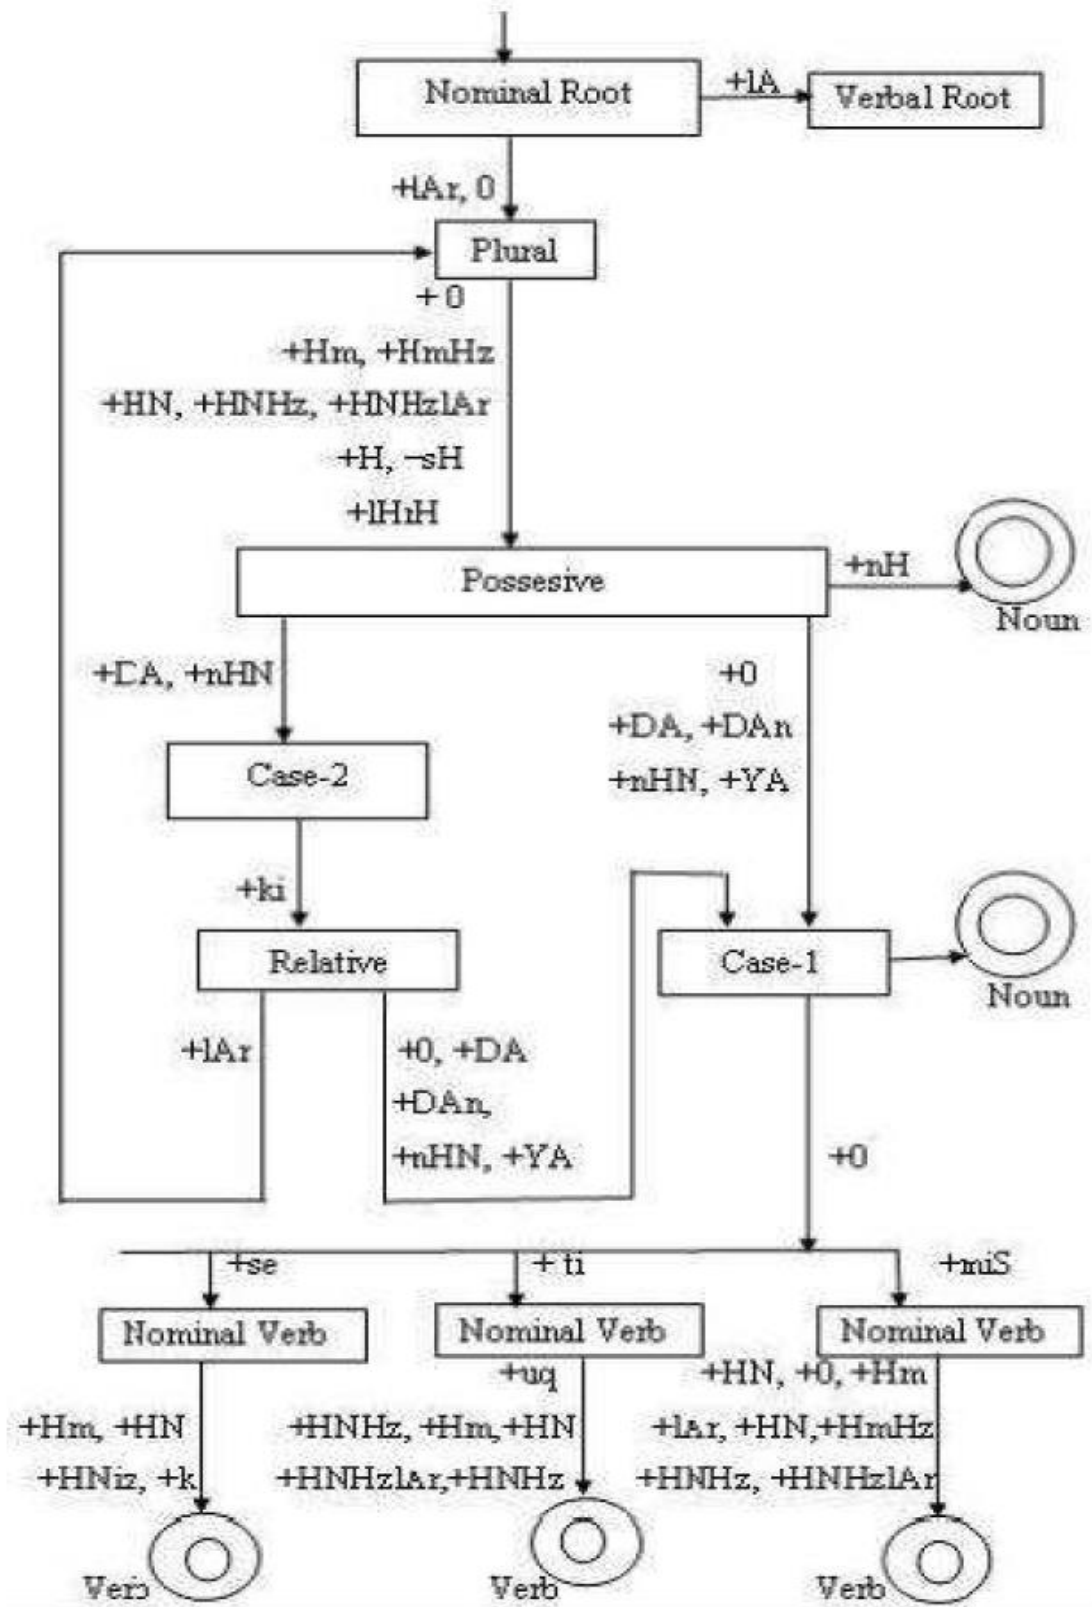 Nominal Root
+lA
Verbal Root
+lAr, 0
Plural
+ 0
+Hm, +HmHz
+HN, +HNHz, +HNHzlAr
+H, -sH
+lHrH
Possesive
+nH
Noun
+DA, +nHN
+0
+DA, +DAn
+nHN, +YA
Case-2
+ki
Relative
Case-1
Noun
+lAr
+0, +DA
+DAn,
+nHN, +YA
+0
+se
+ ti
+miS
Nominal Verb
Nominal Verb
Nominal Verb
+uq
+HN, +0, +Hm
+Hm, +HN
+HNHz, +Hm,+HN
+lAr, +HN,+HmHz
+HNiz, +k
+HNHzlAr,+HNHz
+HNHz, +HNHzlAr
Verb
Verb
Verb